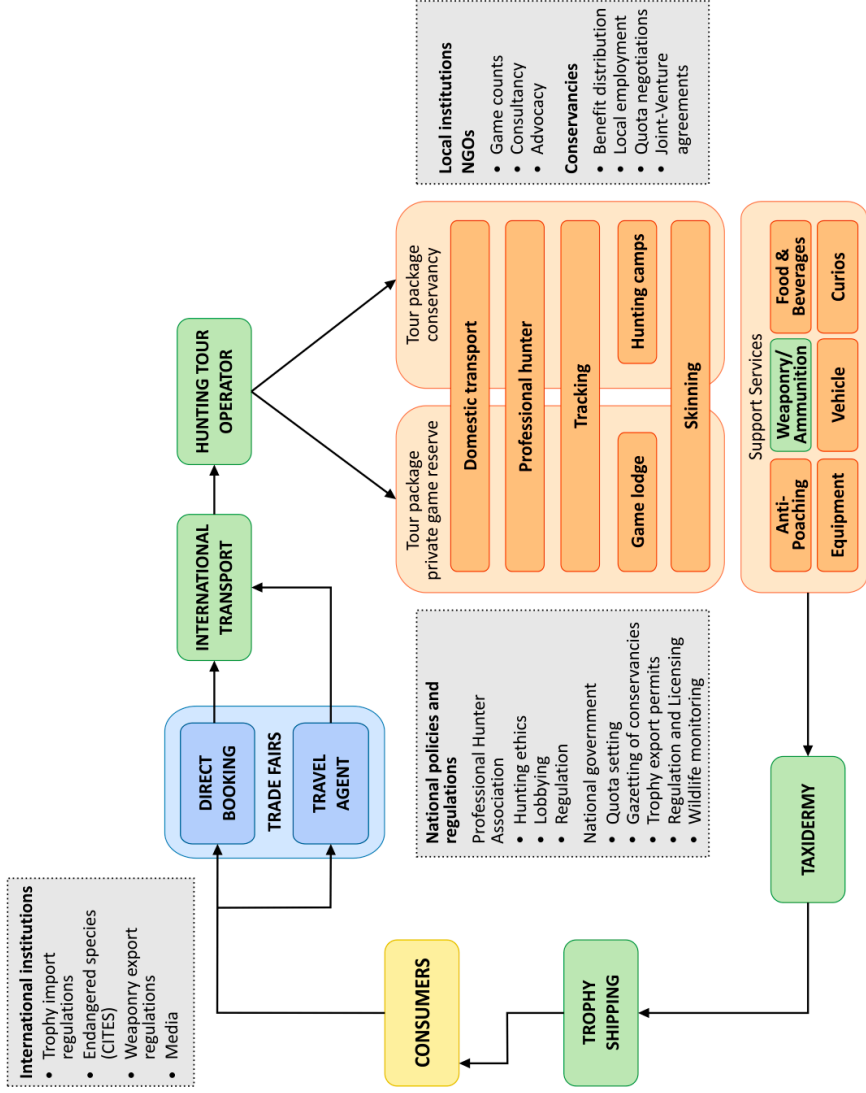 International institutions
• Trophy import
regulations
• Endangered species
(CITES)
• Weaponry export
regulations
• Media
DIRECT
BOOKING
TRADE FAIRS
TRAVEL
AGENT
INTERNATIONAL
TRANSPORT
HUNTING TOUR
OPERATOR
CONSUMERS
National policies and
regulations
Professional Hunter
Association
• Hunting ethics
• Lobbying
• Regulation
National government
• Quota setting
• Gazetting of conservancies
• Trophy export permits
• Regulation and Licensing
• Wildlife monitoring
Tour package
private game reserve
Tour package
conservancy
Domestic transport
Professional hunter
Tracking
Game lodge
Hunting camps
Skinning
Local institutions
NGOs
• Game counts
• Consultancy
• Advocacy
Conservancies
• Benefit distribution
• Local employment
• Quota negotiations
• Joint-Venture
agreements
TROPHY
SHIPPING
TAXIDERMY
Support Services
Anti-
Poaching
Weaponry/
Ammunition
Food &
Beverages
Equipment
Vehicle
Curios